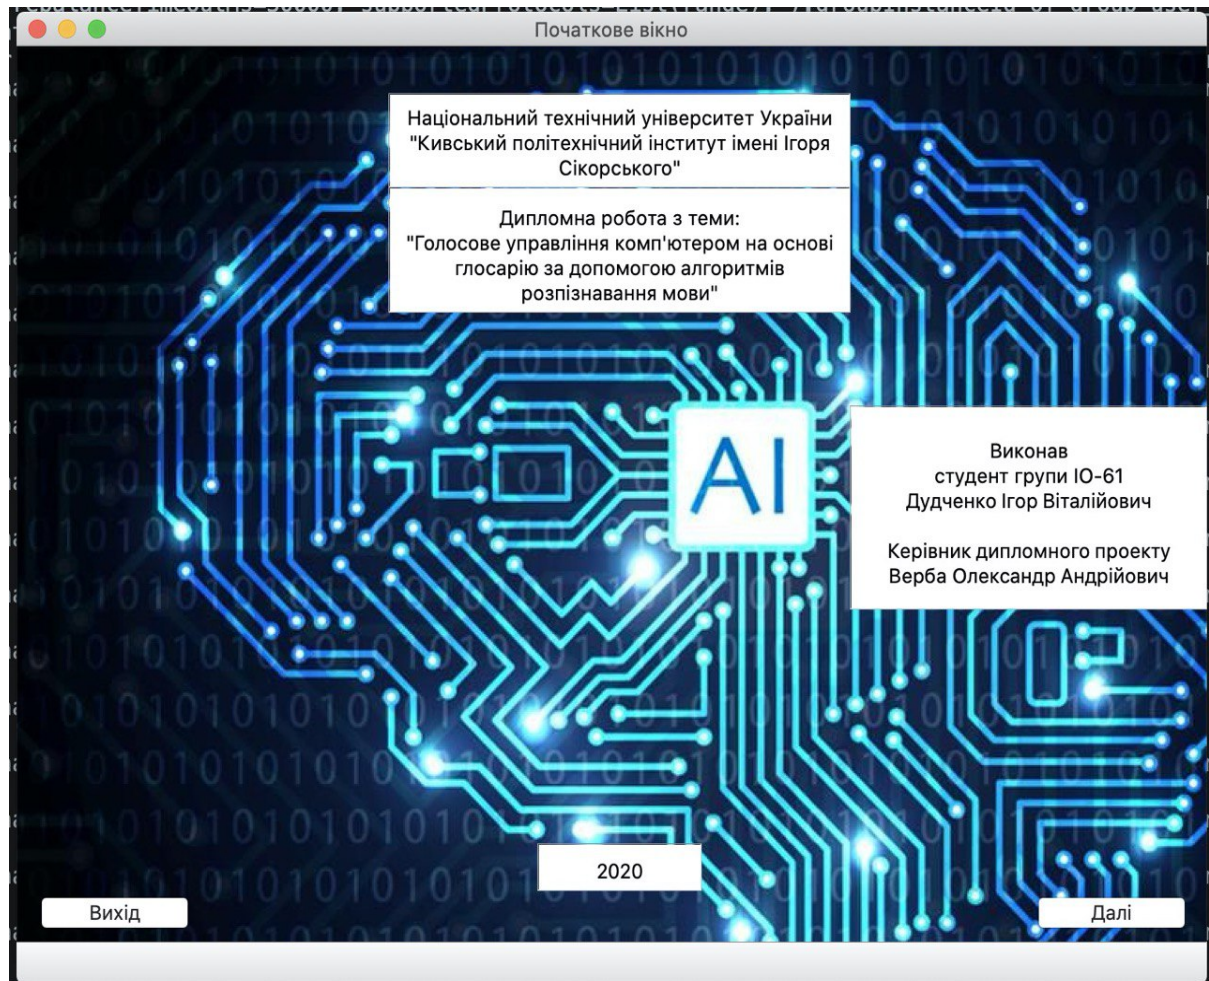 Початкове вікно
Національний технічний університет України
"Кивський політехнічний інститут імені Ігоря
Сікорського"
Дипломна робота з теми:
"Голосове управління комп'ютером на основі
глосарію за допомогою алгоритмів
розпізнавання мови"
AI
Виконав
студент групи ІО-61
Дудченко Ігор Віталійович
Керівник дипломного проекту
Верба Олександр Андрійович
2020
Вихід
Далі